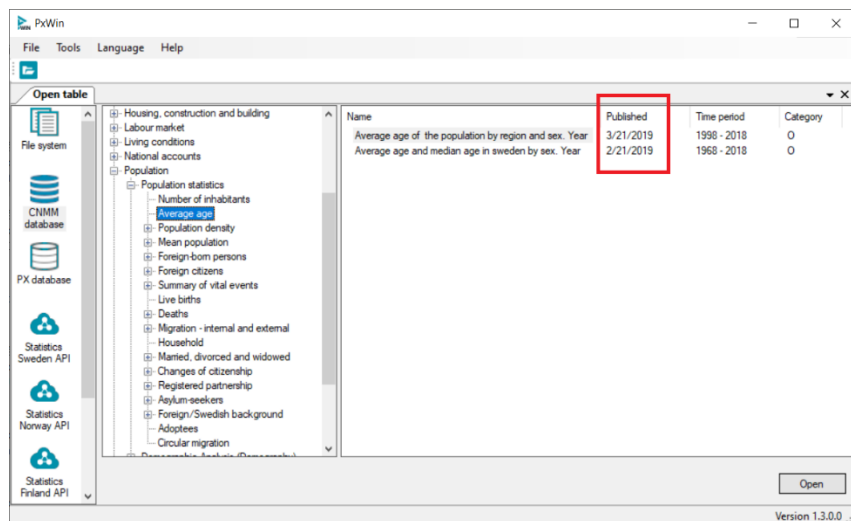 PxWin
File Tools Language Help
Open table
File system
CNMM
database
PX database
Statistics
Sweden API
Statistics
Norway API
Statistics
Finland API
Housing, construction and building
Labour market
Living conditions
National accounts
Population
Population statistics
Number of inhabitants
Average age
Population density
Mean population
Foreign-born persons
Foreign citizens
Summary of vital events
Live births
Deaths
Migration - internal and external
Household
Married, divorced and widowed
Changes of citizenship
Registered partnership
Asylum-seekers
Foreign/Swedish background
Adoptees
Circular migration
Demographic Analysis (Demography)
Name Published Time period Category
Average age of the population by region and sex. Year 3/21/2019 1998 - 2018 O
Average age and median age in sweden by sex. Year 2/21/2019 1968 - 2018 O
Open
Version 1.3.0.0